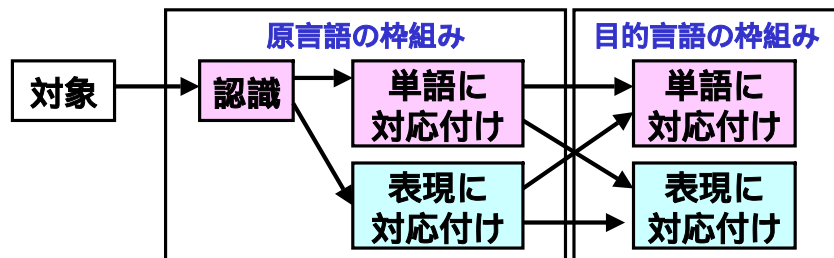 原言語の枠組み
目的言語の枠組み
対象
認識
単語に
対応付け
単語に
対応付け
表現に
対応付け
表現に
対応付け